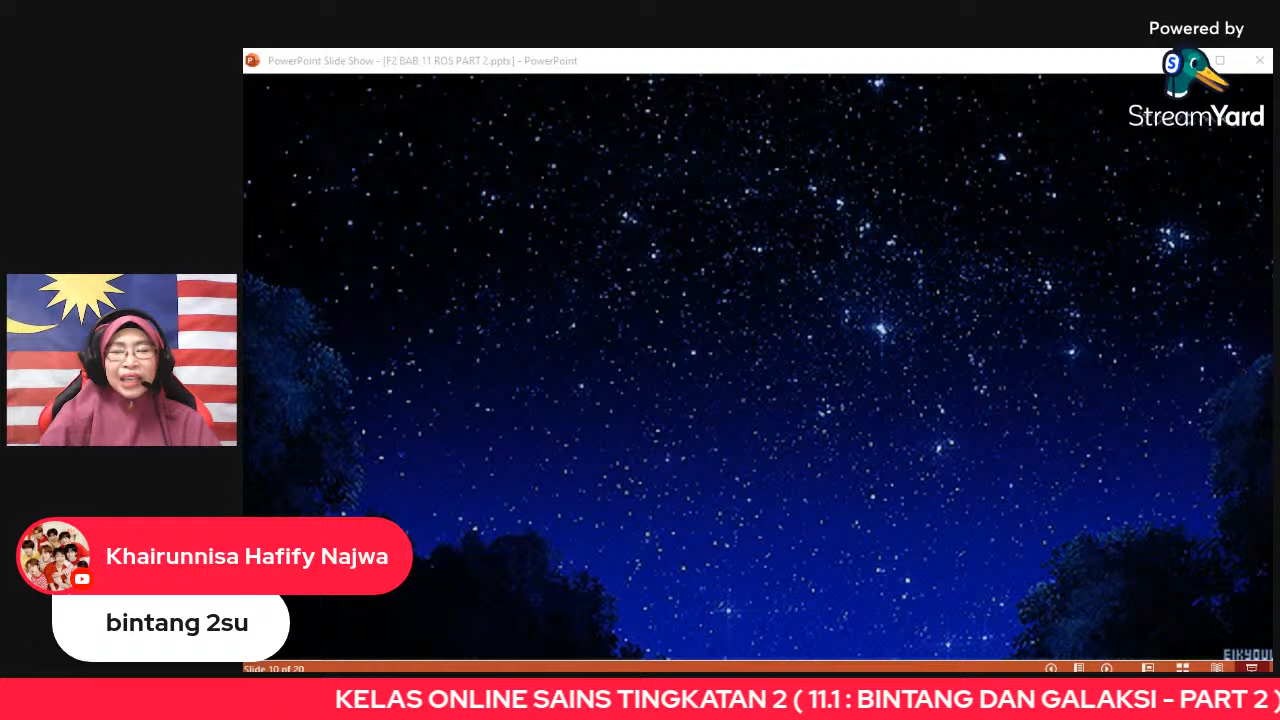 Powered by
PowerPoint Slide Show - [F2 BAB 11 ROS PART 2.pptx] - PowerPoint
S
StreamYard
Khairunnisa Hafify Najwa
bintang 2su
EIKYOU
Slide 10 of 20
KELAS ONLINE SAINS TINGKATAN 2 ( 11.1 : BINTANG DAN GALAKSI - PART 2 )